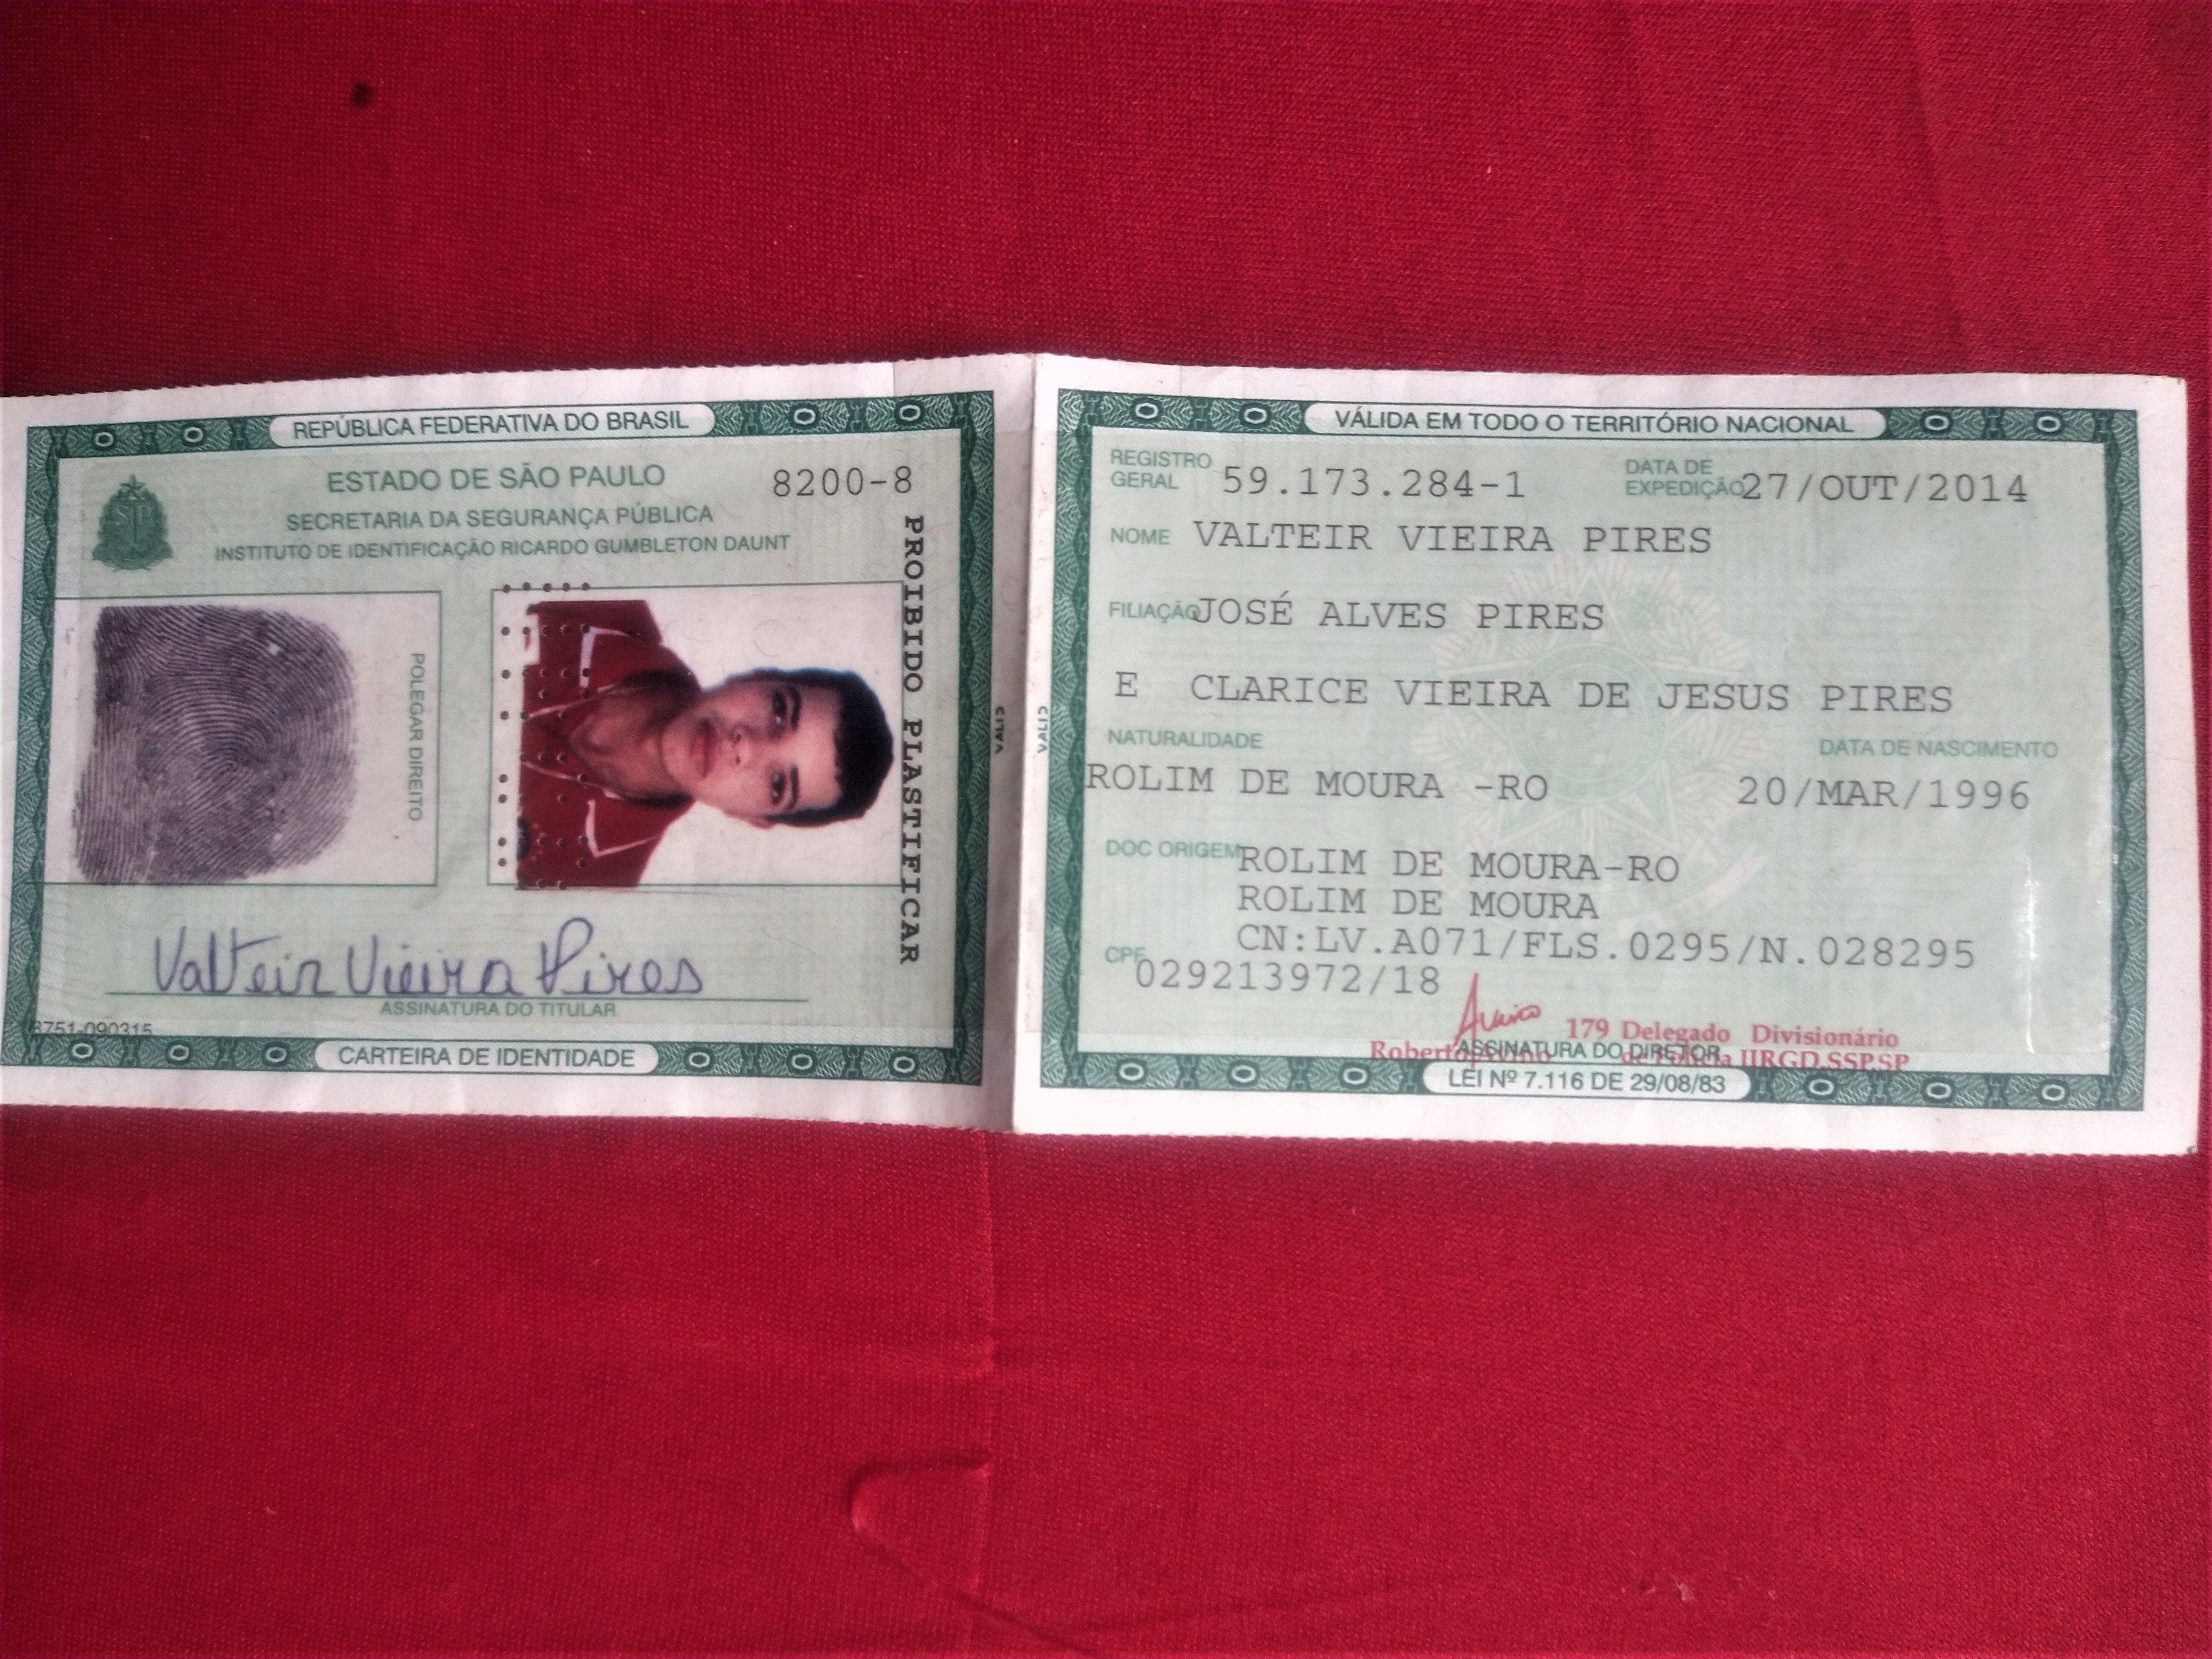 REPÚBLICA FEDERATIVA DO BRASIL
ESTADO DE SÃO PAULO
8200-8
SECRETARIA DA SEGURANÇA PÚBLICA
INSTITUTO DE IDENTIFICAÇÃO RICARDO GUMBLETON DAUNT
POLEGAR DIREITO
PROIBIDO PLASTIFICAR
Valteir Vieira Pires
ASSINATURA DO TITULAR
8751-090315
CARTEIRA DE IDENTIDADE
VÁLIDA EM TODO O TERRITÓRIO NACIONAL
REGISTRO GERAL 59.173.284-1 DATA DE EXPEDIÇÃO 27/OUT/2014
NOME VALTEIR VIEIRA PIRES
FILIAÇÃO JOSÉ ALVES PIRES
E CLARICE VIEIRA DE JESUS PIRES
NATURALIDADE DATA DE NASCIMENTO
ROLIM DE MOURA -RO 20/MAR/1996
DOC ORIGEM ROLIM DE MOURA-RO
ROLIM DE MOURA
CN:LV.A071/FLS.0295/N.028295
CPF 029213972/18
179 Delegado Divisionário
Roberto de Polícia IIRGD.SSP.SP
ASSINATURA DO DIRETOR
LEI Nº 7.116 DE 29/08/83